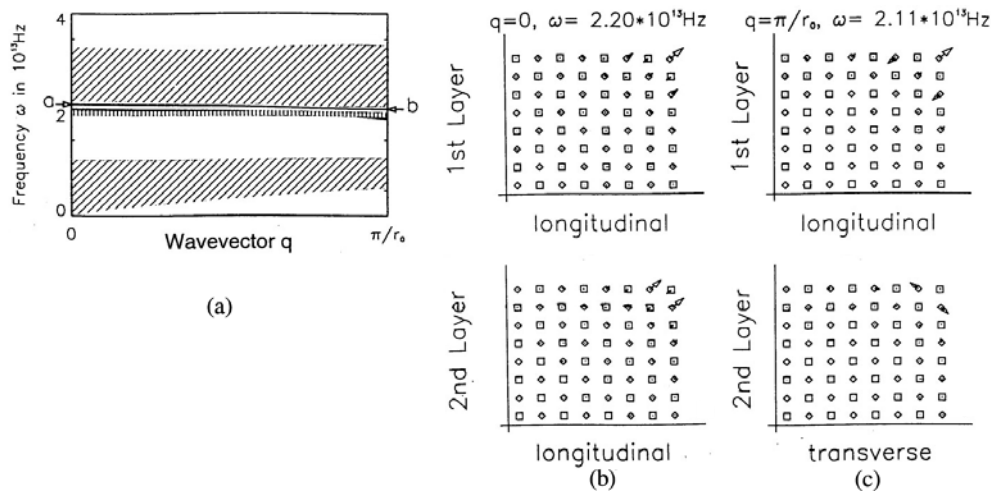 Frequency ω in 10¹³Hz
4
2
0
a
b
0
π/r₀
Wavevector q
(a)
q=0, ω= 2.20*10¹³Hz
1st Layer
longitudinal
2nd Layer
longitudinal
(b)
q=π/r₀, ω= 2.11*10¹³Hz
1st Layer
longitudinal
2nd Layer
transverse
(c)